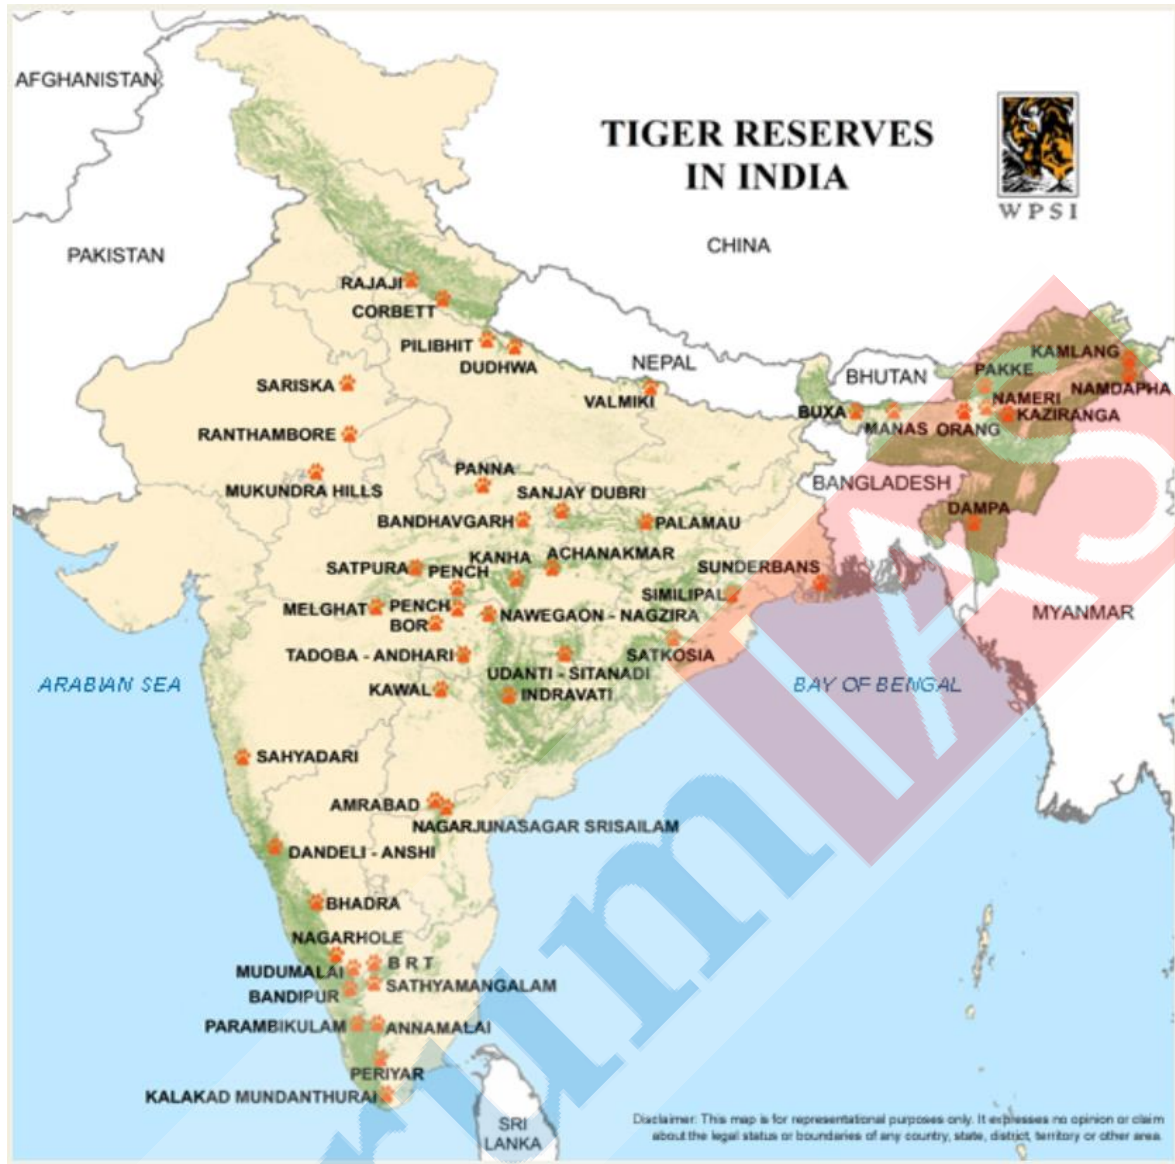 AFGHANISTAN
TIGER RESERVES
IN INDIA
WPSI
PAKISTAN
CHINA
RAJAJI
CORBETT
PILIBHIT
DUDHWA
NEPAL
BHUTAN
KAMLANG
PAKKE
NAMDAPHA
SARISKA
VALMIKI
BUXA
NAMERI
KAZIRANGA
MANAS
ORANG
RANTHAMBORE
PANNA
MUKUNDRA HILLS
SANJAY DUBRI
BANGLADESH
BANDHAVGARH
PALAMAU
DAMPA
KANHA
ACHANAKMAR
SATPURA
PENCH
SUNDERBANS
SIMILIPAL
MELGHAT
PENCH
NAWEGAON - NAGZIRA
MYANMAR
BOR
TADOBA - ANDHARI
SATKOSIA
UDANTI - SITANADI
ARABIAN SEA
KAWAL
INDRAVATI
BAY OF BENGAL
SAHYADARI
AMRABAD
NAGARJUNASAGAR SRISAILAM
DANDELI - ANSHI
BHADRA
NAGARHOLE
MUDUMALAI
B R T
BANDIPUR
SATHYAMANGALAM
PARAMBIKULAM
ANNAMALAI
PERIYAR
KALAKAD MUNDANTHURAI
SRI
LANKA
Disclaimer: This map is for representational purposes only. It expresses no opinion or claim
about the legal status or boundaries of any country, state, district, territory or other area.
rum
IAS